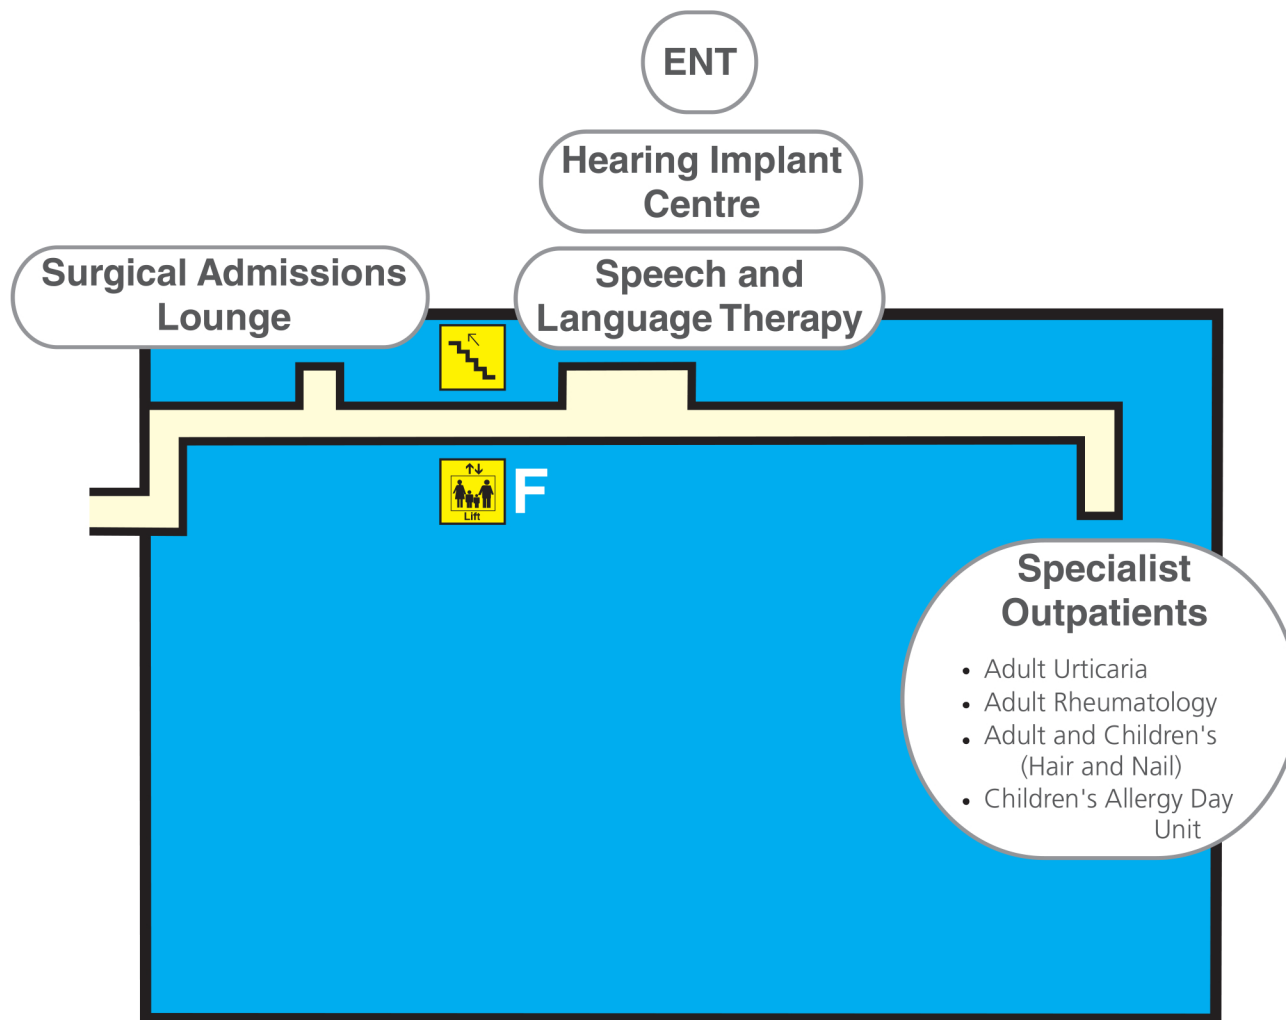 ENT
Hearing Implant
Centre
Surgical Admissions
Lounge
Speech and
Language Therapy
Lift
F
Specialist
Outpatients
• Adult Urticaria
• Adult Rheumatology
• Adult and Children's
(Hair and Nail)
• Children's Allergy Day
Unit